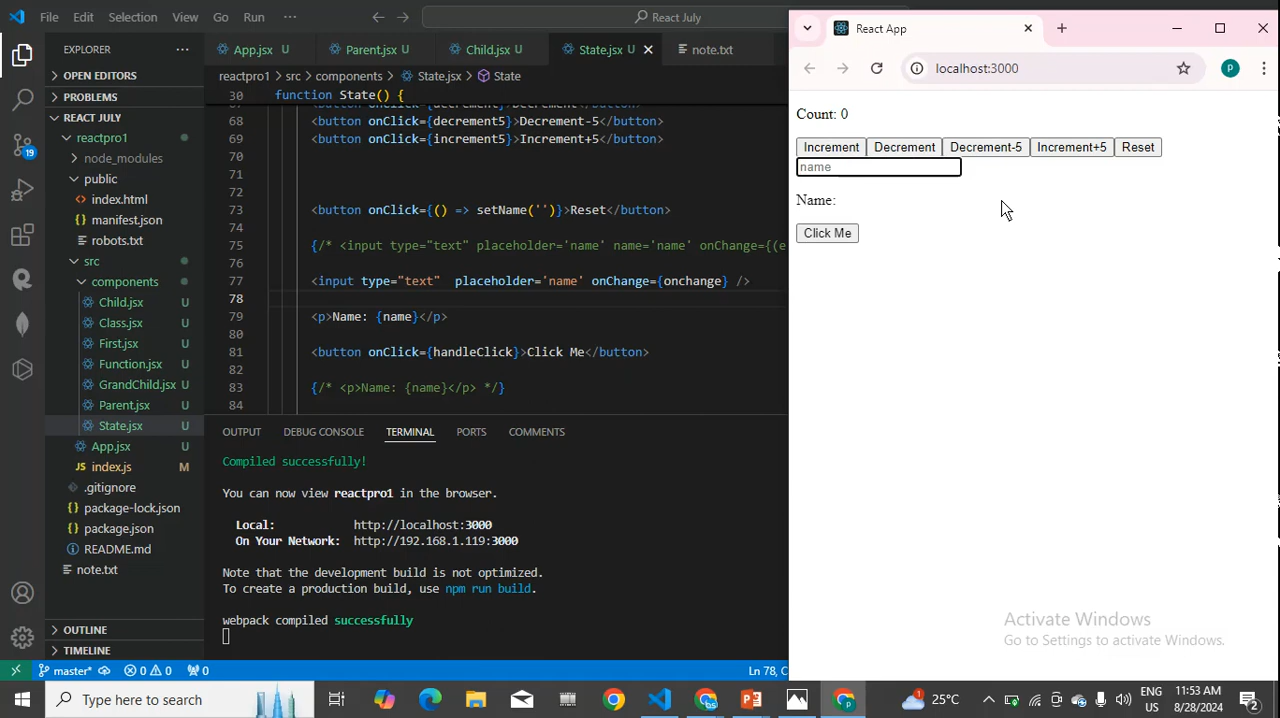 File Edit Selection View Go Run ··· React July
EXPLORER ···
App.jsx U Parent.jsx U Child.jsx U State.jsx U note.txt
reactpro1 > src > components > State.jsx > State
OPEN EDITORS
PROBLEMS
REACT JULY
reactpro1
node_modules
public
index.html
manifest.json
robots.txt
src
components
Child.jsx U
Class.jsx U
First.jsx U
Function.jsx U
GrandChild.jsx U
Parent.jsx U
State.jsx U
App.jsx U
JS index.js M
.gitignore
{} package-lock.json
{} package.json
README.md
note.txt
OUTLINE
TIMELINE
19
30 function State() {
67 <button onClick={decrement}>Decrement</button>
68 <button onClick={decrement5}>Decrement-5</button>
69 <button onClick={increment5}>Increment+5</button>
70
71
72
73 <button onClick={() => setName('')}>Reset</button>
74
75 {/* <input type="text" placeholder='name' name='name' onChange={(e
76
77 <input type="text"  placeholder='name' onChange={onchange} />
78
79 <p>Name: {name}</p>
80
81 <button onClick={handleClick}>Click Me</button>
82
83 {/* <p>Name: {name}</p> */}
84
OUTPUT DEBUG CONSOLE TERMINAL PORTS COMMENTS
Compiled successfully!
You can now view reactpro1 in the browser.
Local: http://localhost:3000
On Your Network: http://192.168.1.119:3000
Note that the development build is not optimized.
To create a production build, use npm run build.
webpack compiled successfully
master* 0 0 0 Ln 78, C
React App
localhost:3000
P
Count: 0
Increment Decrement Decrement-5 Increment+5 Reset
name
Name:
Click Me
Activate Windows
Go to Settings to activate Windows.
Type here to search
25°C
ENG
US
11:53 AM
8/28/2024
2